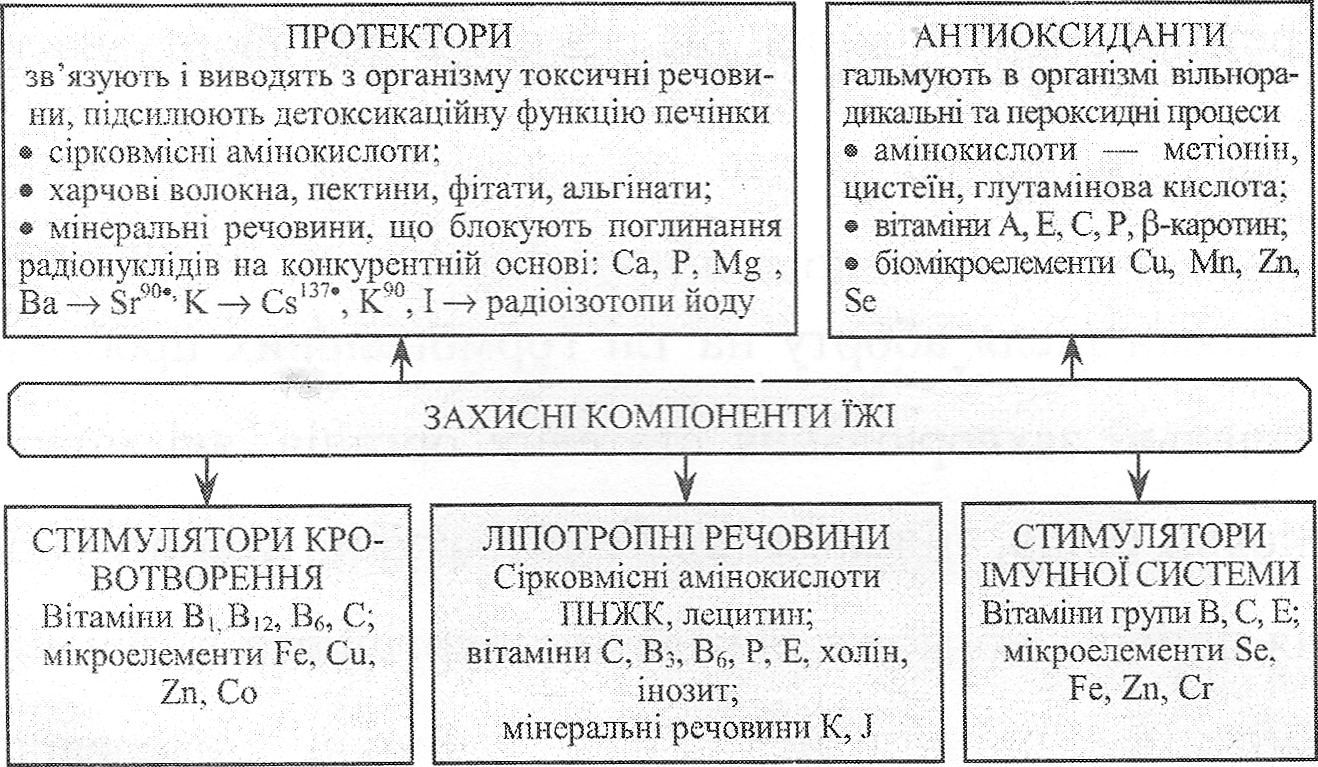 ПРОТЕКТОРИ
зв’язують і виводять з організму токсичні речови-
ни, підсилюють детоксикаційну функцію печінки
• сірковмісні амінокислоти;
• харчові волокна, пектини, фітати, альгінати;
• мінеральні речовини, що блокують поглинання
радіонуклідів на конкурентній основі: Ca, P, Mg ,
Ba → Sr⁹⁰•, K → Cs¹³⁷•, K⁹⁰, I → радіоізотопи йоду
АНТИОКСИДАНТИ
гальмують в організмі вільнора-
дикальні та пероксидні процеси
• амінокислоти — метіонін,
цистеїн, глутамінова кислота;
• вітаміни А, Е, С, Р, β-каротин;
• біомікроелементи Cu, Mn, Zn,
Se
ЗАХИСНІ КОМПОНЕНТИ ЇЖІ
СТИМУЛЯТОРИ КРО-
ВОТВОРЕННЯ
Вітаміни B₁, B₁₂, B₆, C;
мікроелементи Fe, Cu,
Zn, Co
ЛІПОТРОПНІ РЕЧОВИНИ
Сірковмісні амінокислоти
ПНЖК, лецитин;
вітаміни С, В₃, В₆, Р, Е, холін,
інозит;
мінеральні речовини К, J
СТИМУЛЯТОРИ
ІМУННОЇ СИСТЕМИ
Вітаміни групи В, С, Е;
мікроелементи Se,
Fe, Zn, Cr